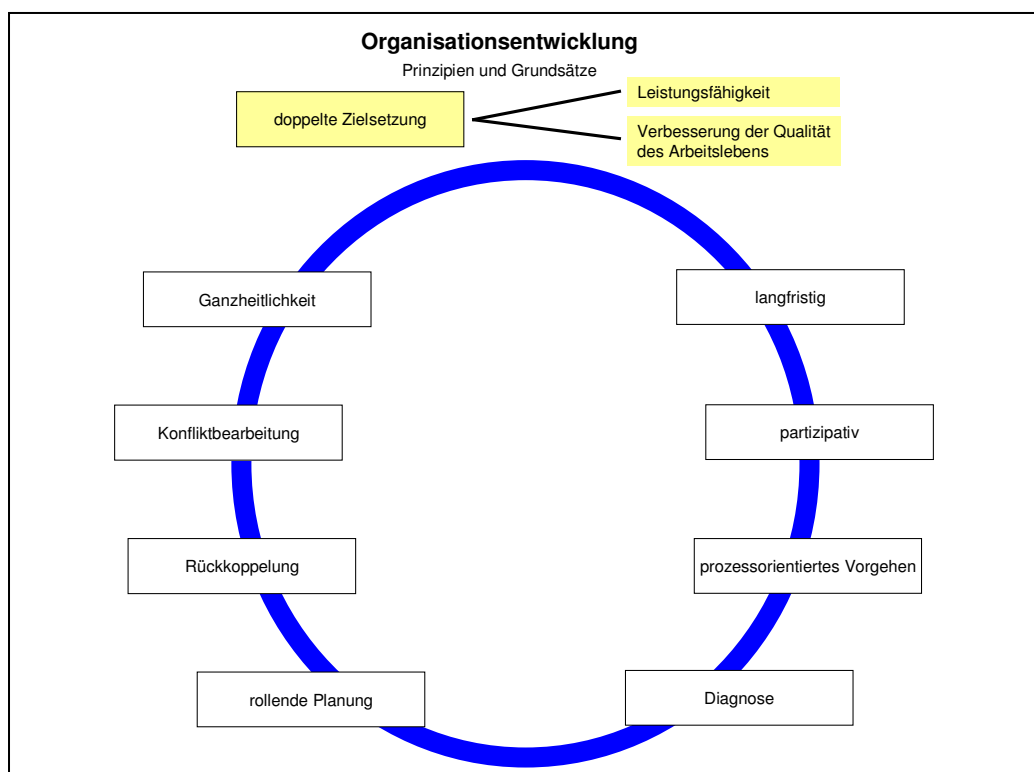 Organisationsentwicklung
Prinzipien und Grundsätze
doppelte Zielsetzung
Leistungsfähigkeit
Verbesserung der Qualität
des Arbeitslebens
Ganzheitlichkeit
langfristig
Konfliktbearbeitung
partizipativ
Rückkoppelung
prozessorientiertes Vorgehen
rollende Planung
Diagnose